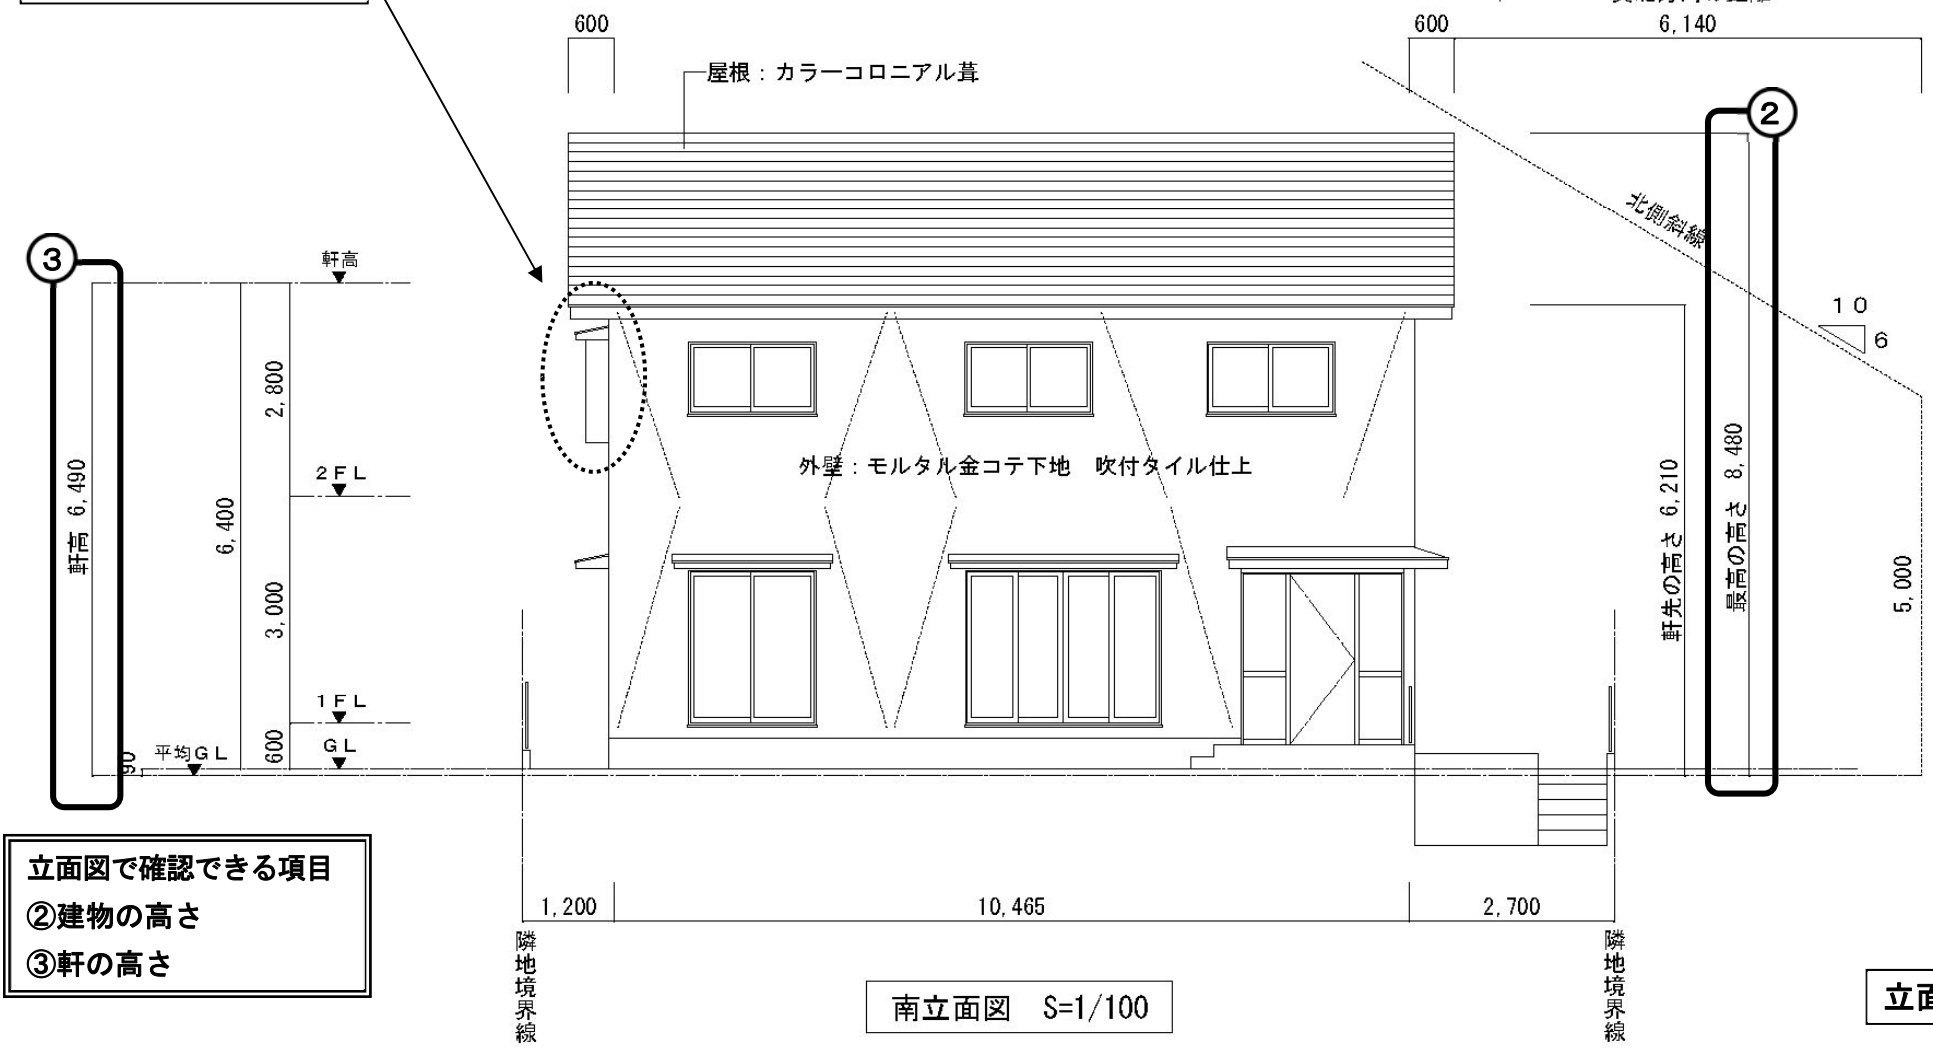 600
600
6,140
屋根：カラーコロニアル葺
②
北側斜線
③
軒高
10
6
2,800
2FL
外壁：モルタル金コテ下地　吹付タイル仕上
軒高 6,490
6,400
軒先の高さ 6,210
最高の高さ 8,480
5,000
3,000
1FL
600
GL
平均GL
90
立面図で確認できる項目
②建物の高さ
③軒の高さ
1,200
10,465
2,700
隣地境界線
隣地境界線
南立面図　S=1/100
立面